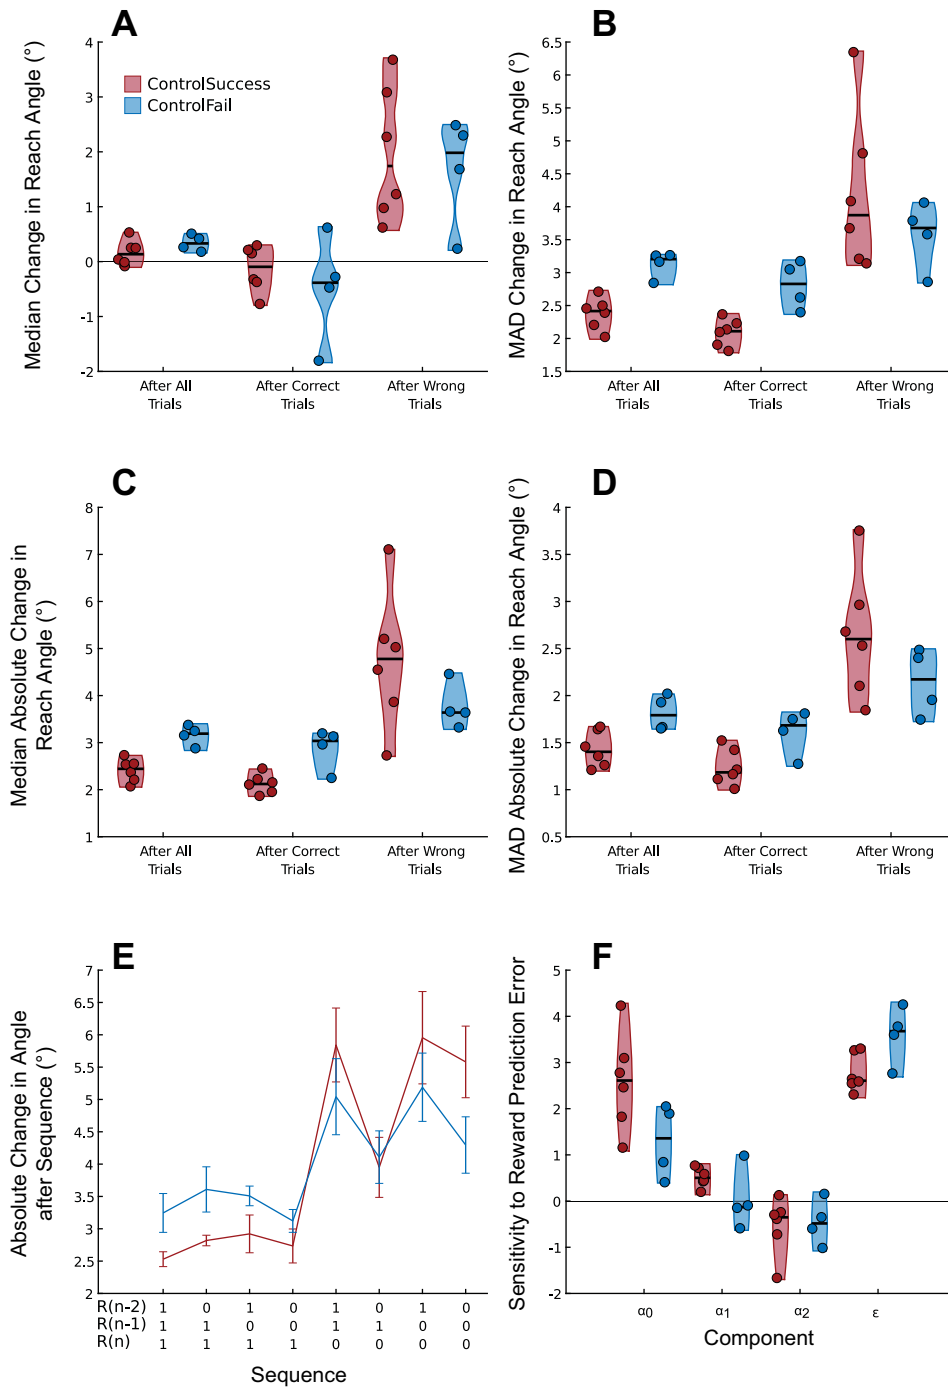 A
Median Change in Reach Angle (°)
4
3
2
1
0
-1
-2
ControlSuccess
ControlFail
After All
Trials
After Correct
Trials
After Wrong
Trials
B
MAD Change in Reach Angle (°)
6.5
6
5.5
5
4.5
4
3.5
3
2.5
2
1.5
After All
Trials
After Correct
Trials
After Wrong
Trials
C
Median Absolute Change in
Reach Angle (°)
8
7
6
5
4
3
2
1
After All
Trials
After Correct
Trials
After Wrong
Trials
D
MAD Absolute Change in Reach Angle (°)
4
3.5
3
2.5
2
1.5
1
0.5
After All
Trials
After Correct
Trials
After Wrong
Trials
E
Absolute Change in Angle
after Sequence (°)
7
6.5
6
5.5
5
4.5
4
3.5
3
2.5
2
R(n-2) 1 0 1 0 1 0 1 0
R(n-1) 1 1 0 0 1 1 0 0
R(n) 1 1 1 1 0 0 0 0
Sequence
F
Sensitivity to Reward Prediction Error
5
4
3
2
1
0
-1
-2
α0 α1 α2 ε
Component